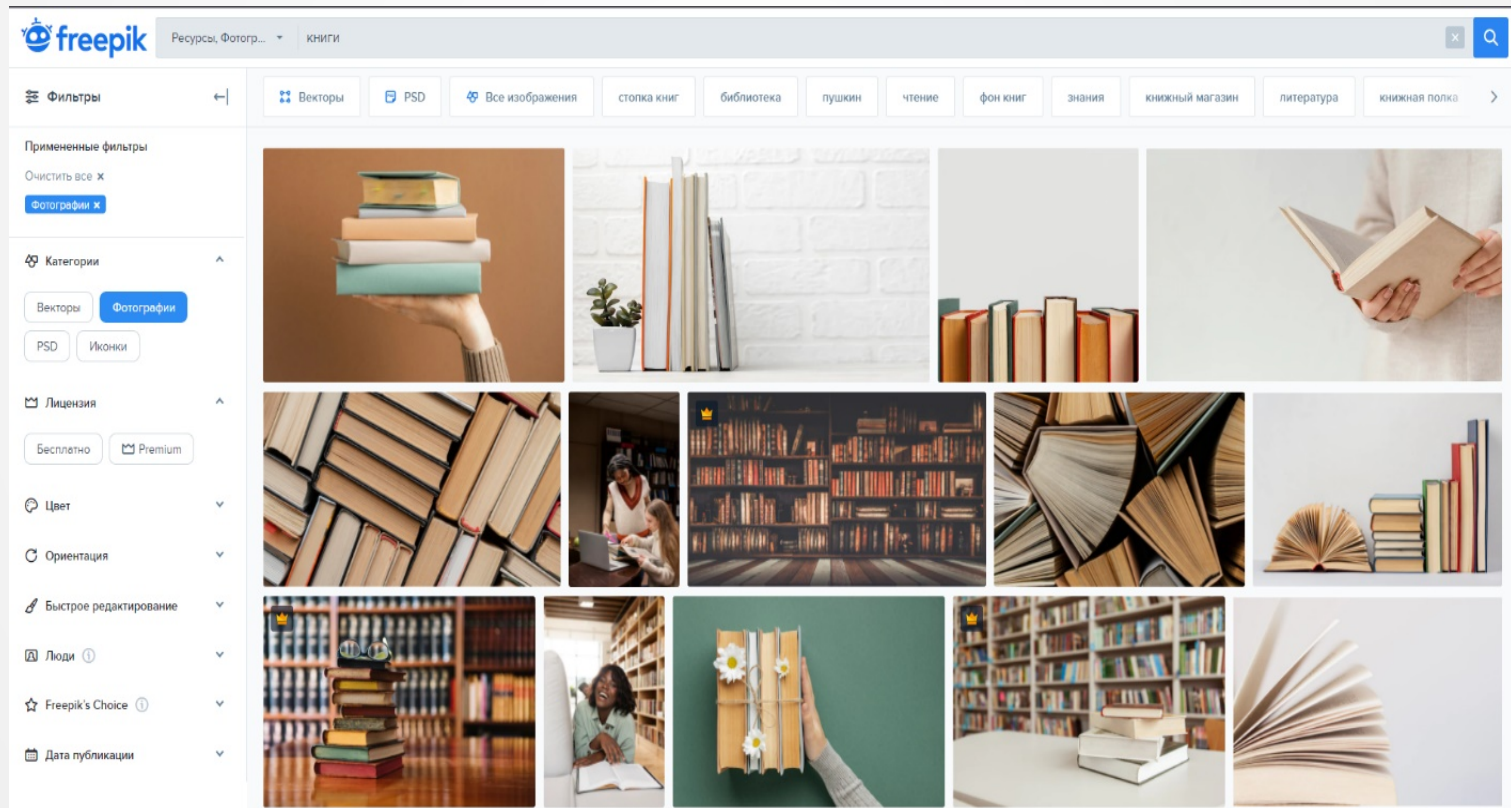 freepik
Ресурсы, Фотогр...
книги
Фильтры
Векторы
PSD
Все изображения
стопка книг
библиотека
пушкин
чтение
фон книг
знания
книжный магазин
литература
книжная полка
Примененные фильтры
Очистить все x
Фотографии x
Категории
Векторы
Фотографии
PSD
Иконки
Лицензия
Бесплатно
Premium
Цвет
Ориентация
Быстрое редактирование
Люди
Freepik's Choice
Дата публикации